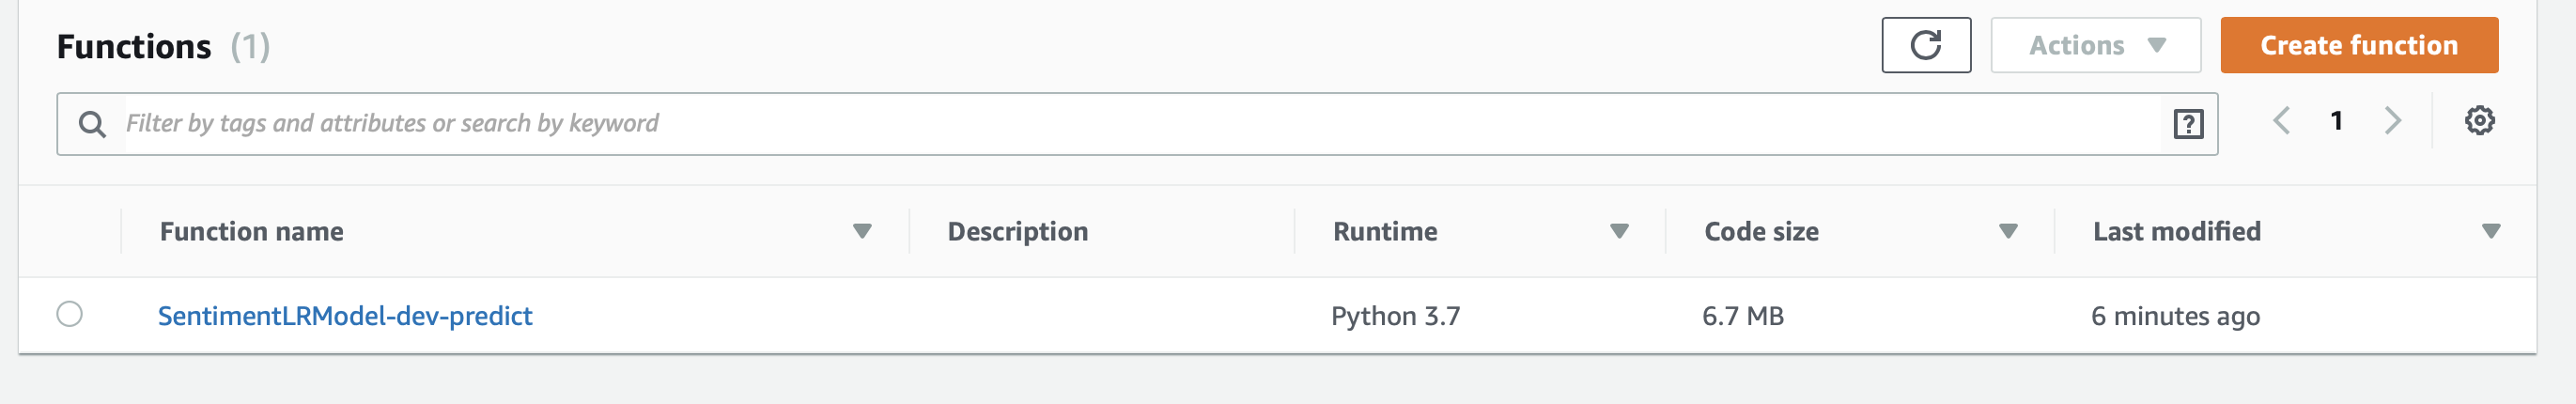 Functions (1)
Actions
Create function
Filter by tags and attributes or search by keyword
?
1
Function name Description Runtime Code size Last modified
SentimentLRModel-dev-predict Python 3.7 6.7 MB 6 minutes ago